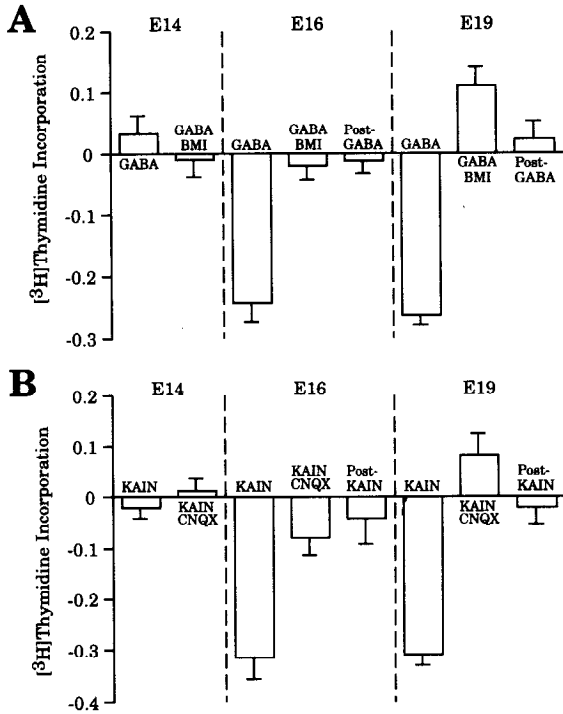 A
E14 E16 E19
[³H]Thymidine Incorporation
0.2
0.1
0
-0.1
-0.2
-0.3
GABA
GABA
BMI
GABA
GABA
BMI
Post-
GABA
GABA
GABA
BMI
Post-
GABA
B
E14 E16 E19
[³H]Thymidine Incorporation
0.2
0.1
0
-0.1
-0.2
-0.3
-0.4
KAIN
KAIN
CNQX
KAIN
KAIN
CNQX
Post-
KAIN
KAIN
KAIN
CNQX
Post-
KAIN